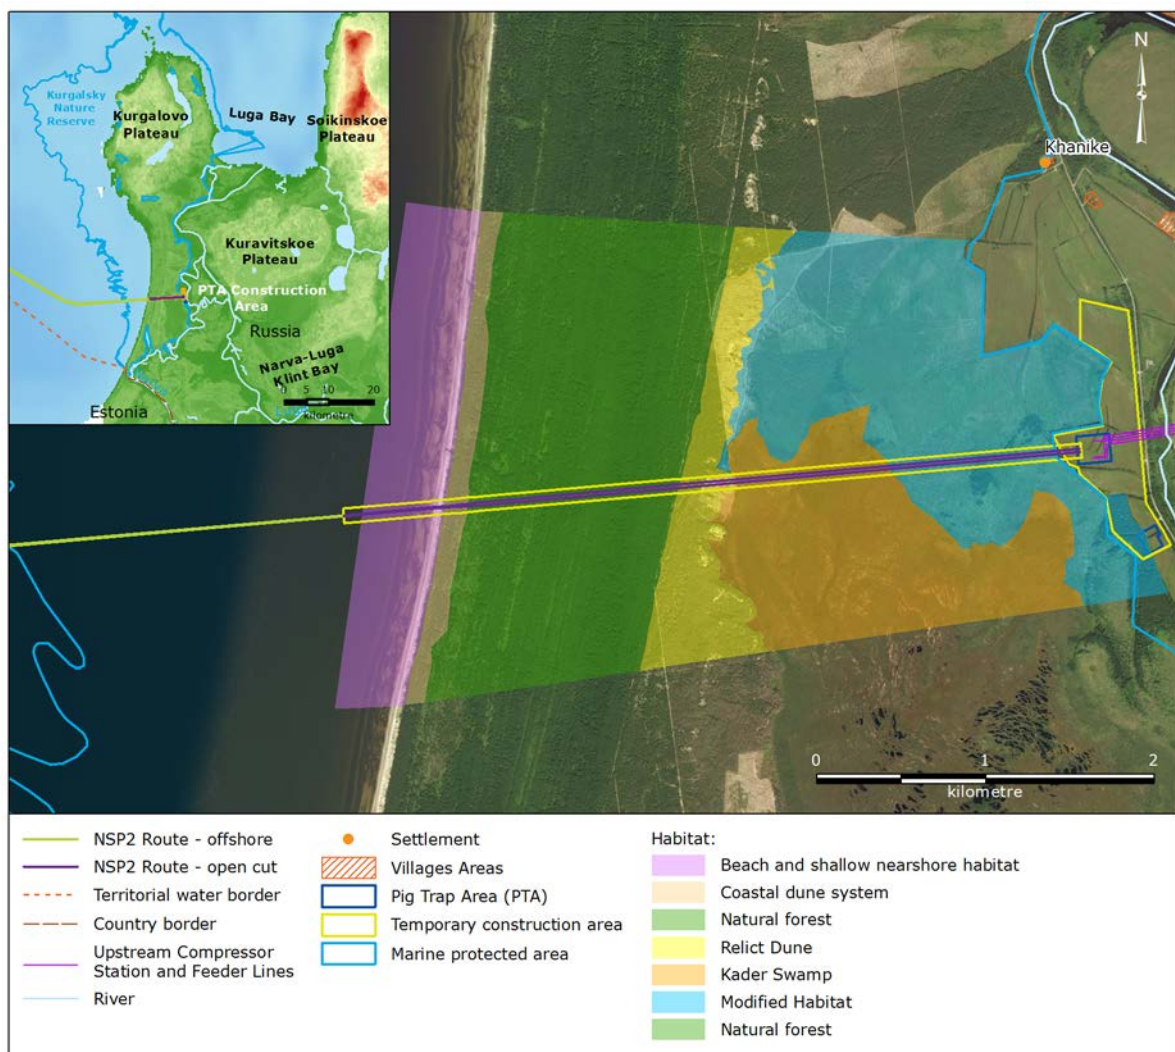 Kurgalsky
Nature
Reserve
Kurgalovo
Plateau
Luga Bay
Soikinskoe
Plateau
Kuravitskoe
Plateau
PTA Construction
Area
Russia
Narva-Luga
Klint Bay
Estonia
0 5 10 20
kilometre
N
Khanike
0 1 2
kilometre
NSP2 Route - offshore
NSP2 Route - open cut
Territorial water border
Country border
Upstream Compressor
Station and Feeder Lines
River
Settlement
Villages Areas
Pig Trap Area (PTA)
Temporary construction area
Marine protected area
Habitat:
Beach and shallow nearshore habitat
Coastal dune system
Natural forest
Relict Dune
Kader Swamp
Modified Habitat
Natural forest